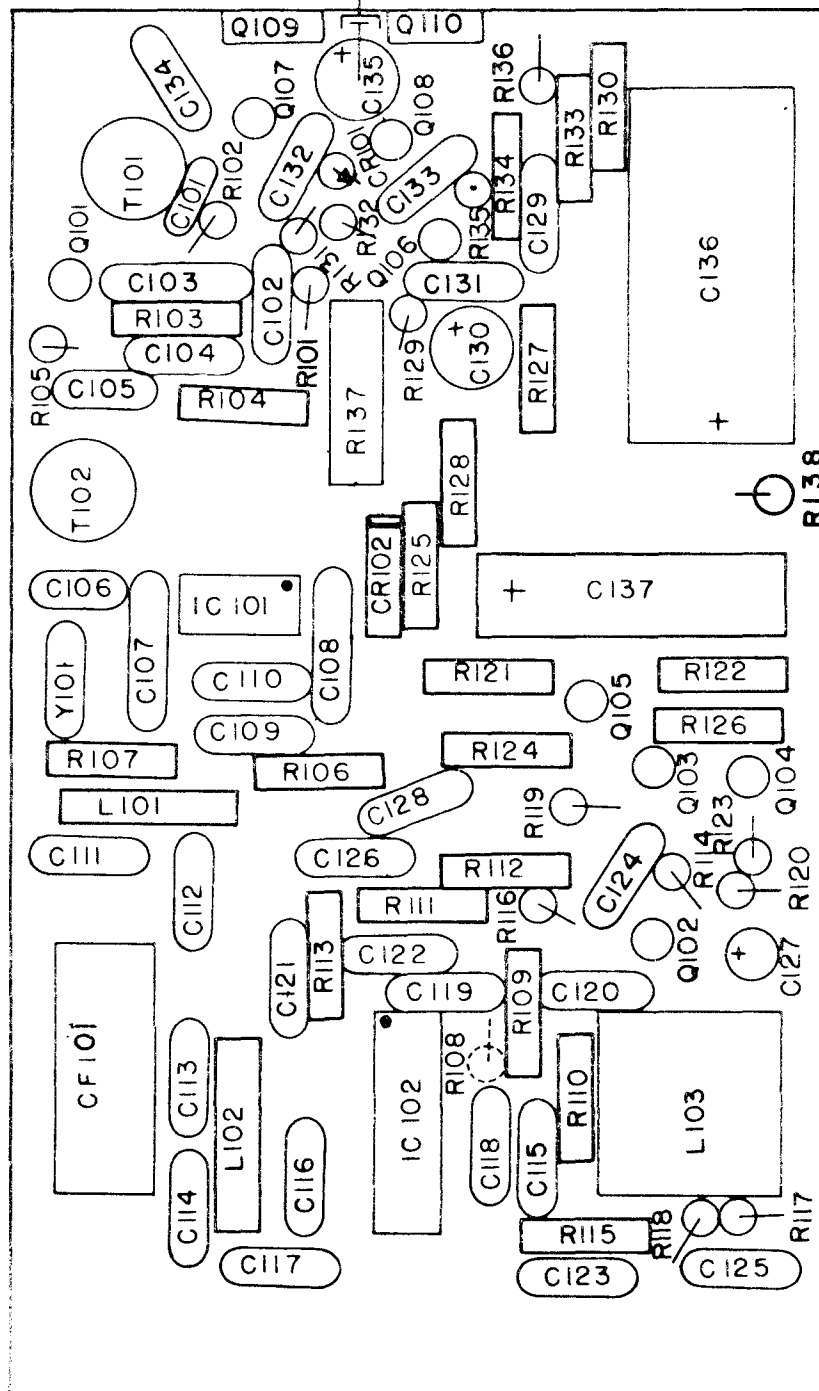 Q109
Q110
+
C135
C134
Q107
Q108
R136
R133
R130
T101
C101
R102
C132
CR101
C133
R134
C129
R132
R135
Q101
C103
C102
R131
Q106
C131
C136
+
R103
R101
R105
C104
R129
+
C130
R127
C105
R104
R137
R128
T102
R138
CR102
R125
C106
IC101
C107
C108
+
C137
Y101
C110
R121
R122
Q105
C109
R126
R107
R106
R124
Q103
Q104
L101
C128
R119
R123
R114
C111
C126
R112
C124
R120
C112
R111
R116
Q102
+
C127
C121
R113
C122
C119
R109
C120
CF101
C113
L102
IC102
R108
R110
L103
C118
C115
C114
C116
R115
R118
R117
C117
C123
C125